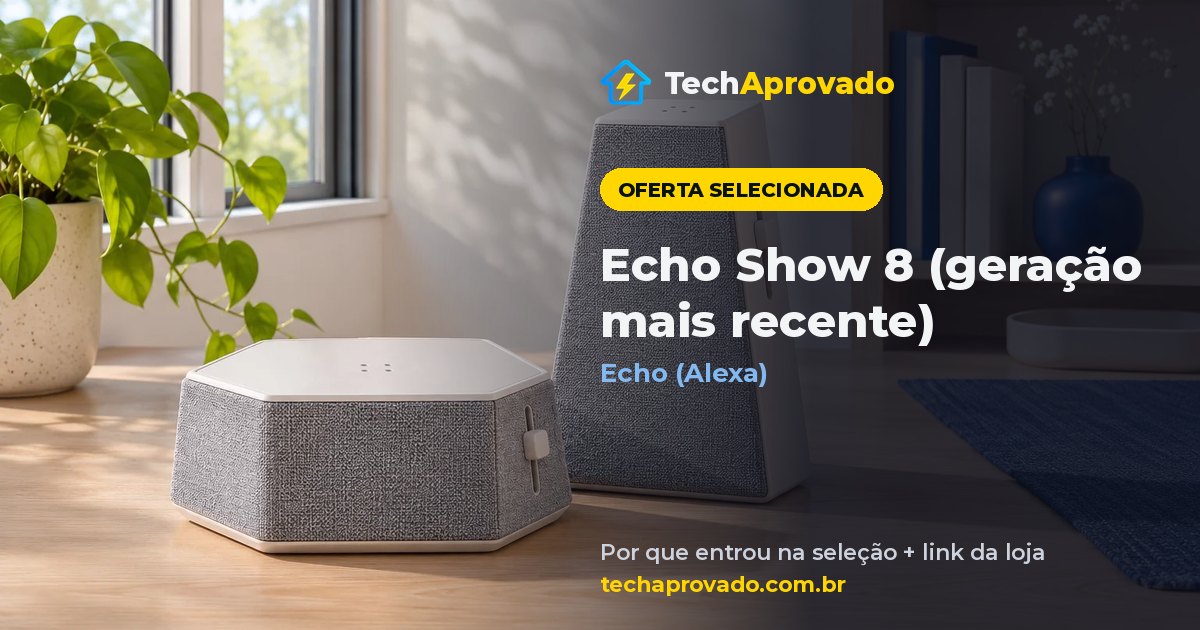 TechAprovado
OFERTA SELECIONADA
Echo Show 8 (geração
mais recente)
Echo (Alexa)
Por que entrou na seleção + link da loja
techaprovado.com.br